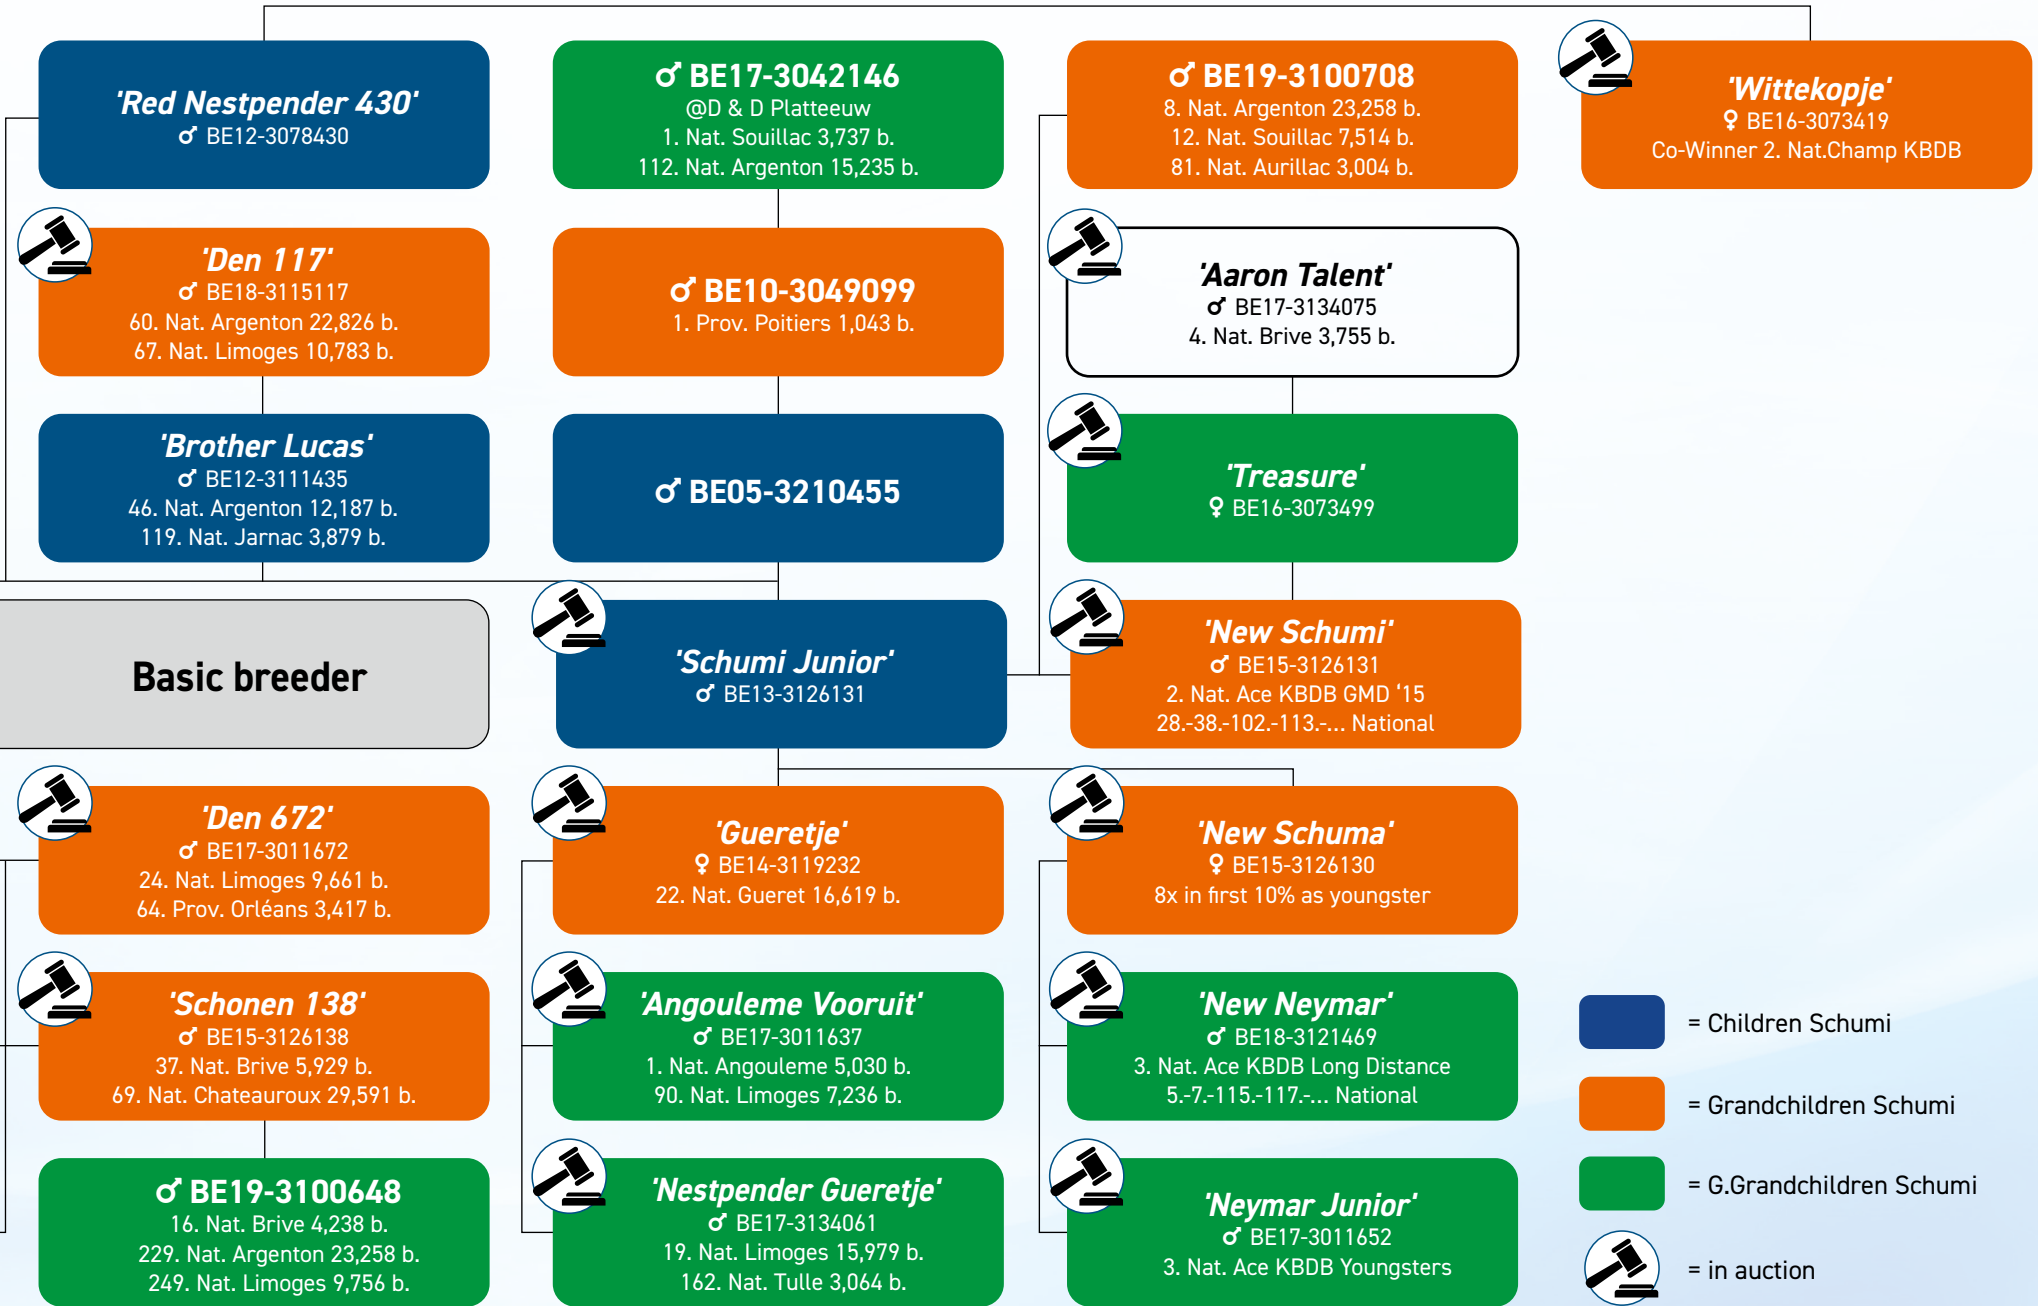 'Red Nestpender 430'
♂ BE12-3078430
♂ BE17-3042146
@D & D Platteeuw
1. Nat. Souillac 3,737 b.
112. Nat. Argenton 15,235 b.
♂ BE19-3100708
8. Nat. Argenton 23,258 b.
12. Nat. Souillac 7,514 b.
81. Nat. Aurillac 3,004 b.
'Wittekopje'
♀ BE16-3073419
Co-Winner 2. Nat.Champ KBDB
'Den 117'
♂ BE18-3115117
60. Nat. Argenton 22,826 b.
67. Nat. Limoges 10,783 b.
♂ BE10-3049099
1. Prov. Poitiers 1,043 b.
'Aaron Talent'
♂ BE17-3134075
4. Nat. Brive 3,755 b.
'Brother Lucas'
♂ BE12-3111435
46. Nat. Argenton 12,187 b.
119. Nat. Jarnac 3,879 b.
♂ BE05-3210455
'Treasure'
♀ BE16-3073499
Basic breeder
'Schumi Junior'
♂ BE13-3126131
'New Schumi'
♂ BE15-3126131
2. Nat. Ace KBDB GMD '15
28.-38.-102.-113.-... National
'Den 672'
♂ BE17-3011672
24. Nat. Limoges 9,661 b.
64. Prov. Orléans 3,417 b.
'Gueretje'
♀ BE14-3119232
22. Nat. Gueret 16,619 b.
'New Schuma'
♀ BE15-3126130
8x in first 10% as youngster
'Schonen 138'
♂ BE15-3126138
37. Nat. Brive 5,929 b.
69. Nat. Chateauroux 29,591 b.
'Angouleme Vooruit'
♂ BE17-3011637
1. Nat. Angouleme 5,030 b.
90. Nat. Limoges 7,236 b.
'New Neymar'
♂ BE18-3121469
3. Nat. Ace KBDB Long Distance
5.-7.-115.-117.-... National
♂ BE19-3100648
16. Nat. Brive 4,238 b.
229. Nat. Argenton 23,258 b.
249. Nat. Limoges 9,756 b.
'Nestpender Gueretje'
♂ BE17-3134061
19. Nat. Limoges 15,979 b.
162. Nat. Tulle 3,064 b.
'Neymar Junior'
♂ BE17-3011652
3. Nat. Ace KBDB Youngsters
= Children Schumi
= Grandchildren Schumi
= G.Grandchildren Schumi
= in auction